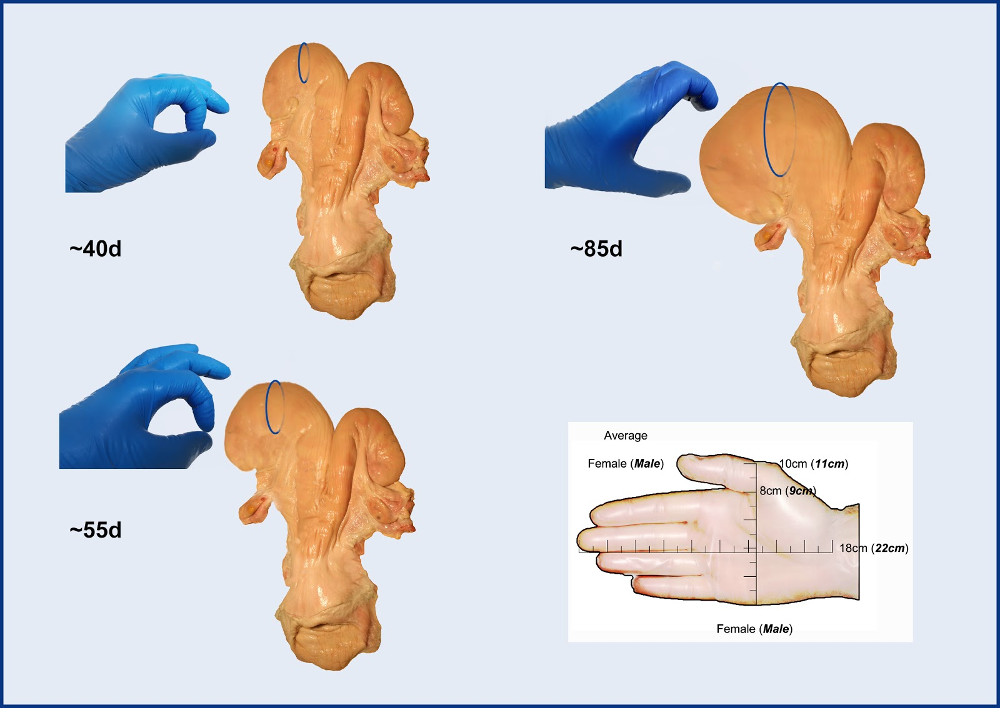 ~40d
~85d
~55d
Average
Female (Male)
10cm (11cm)
8cm (9cm)
18cm (22cm)
Female (Male)